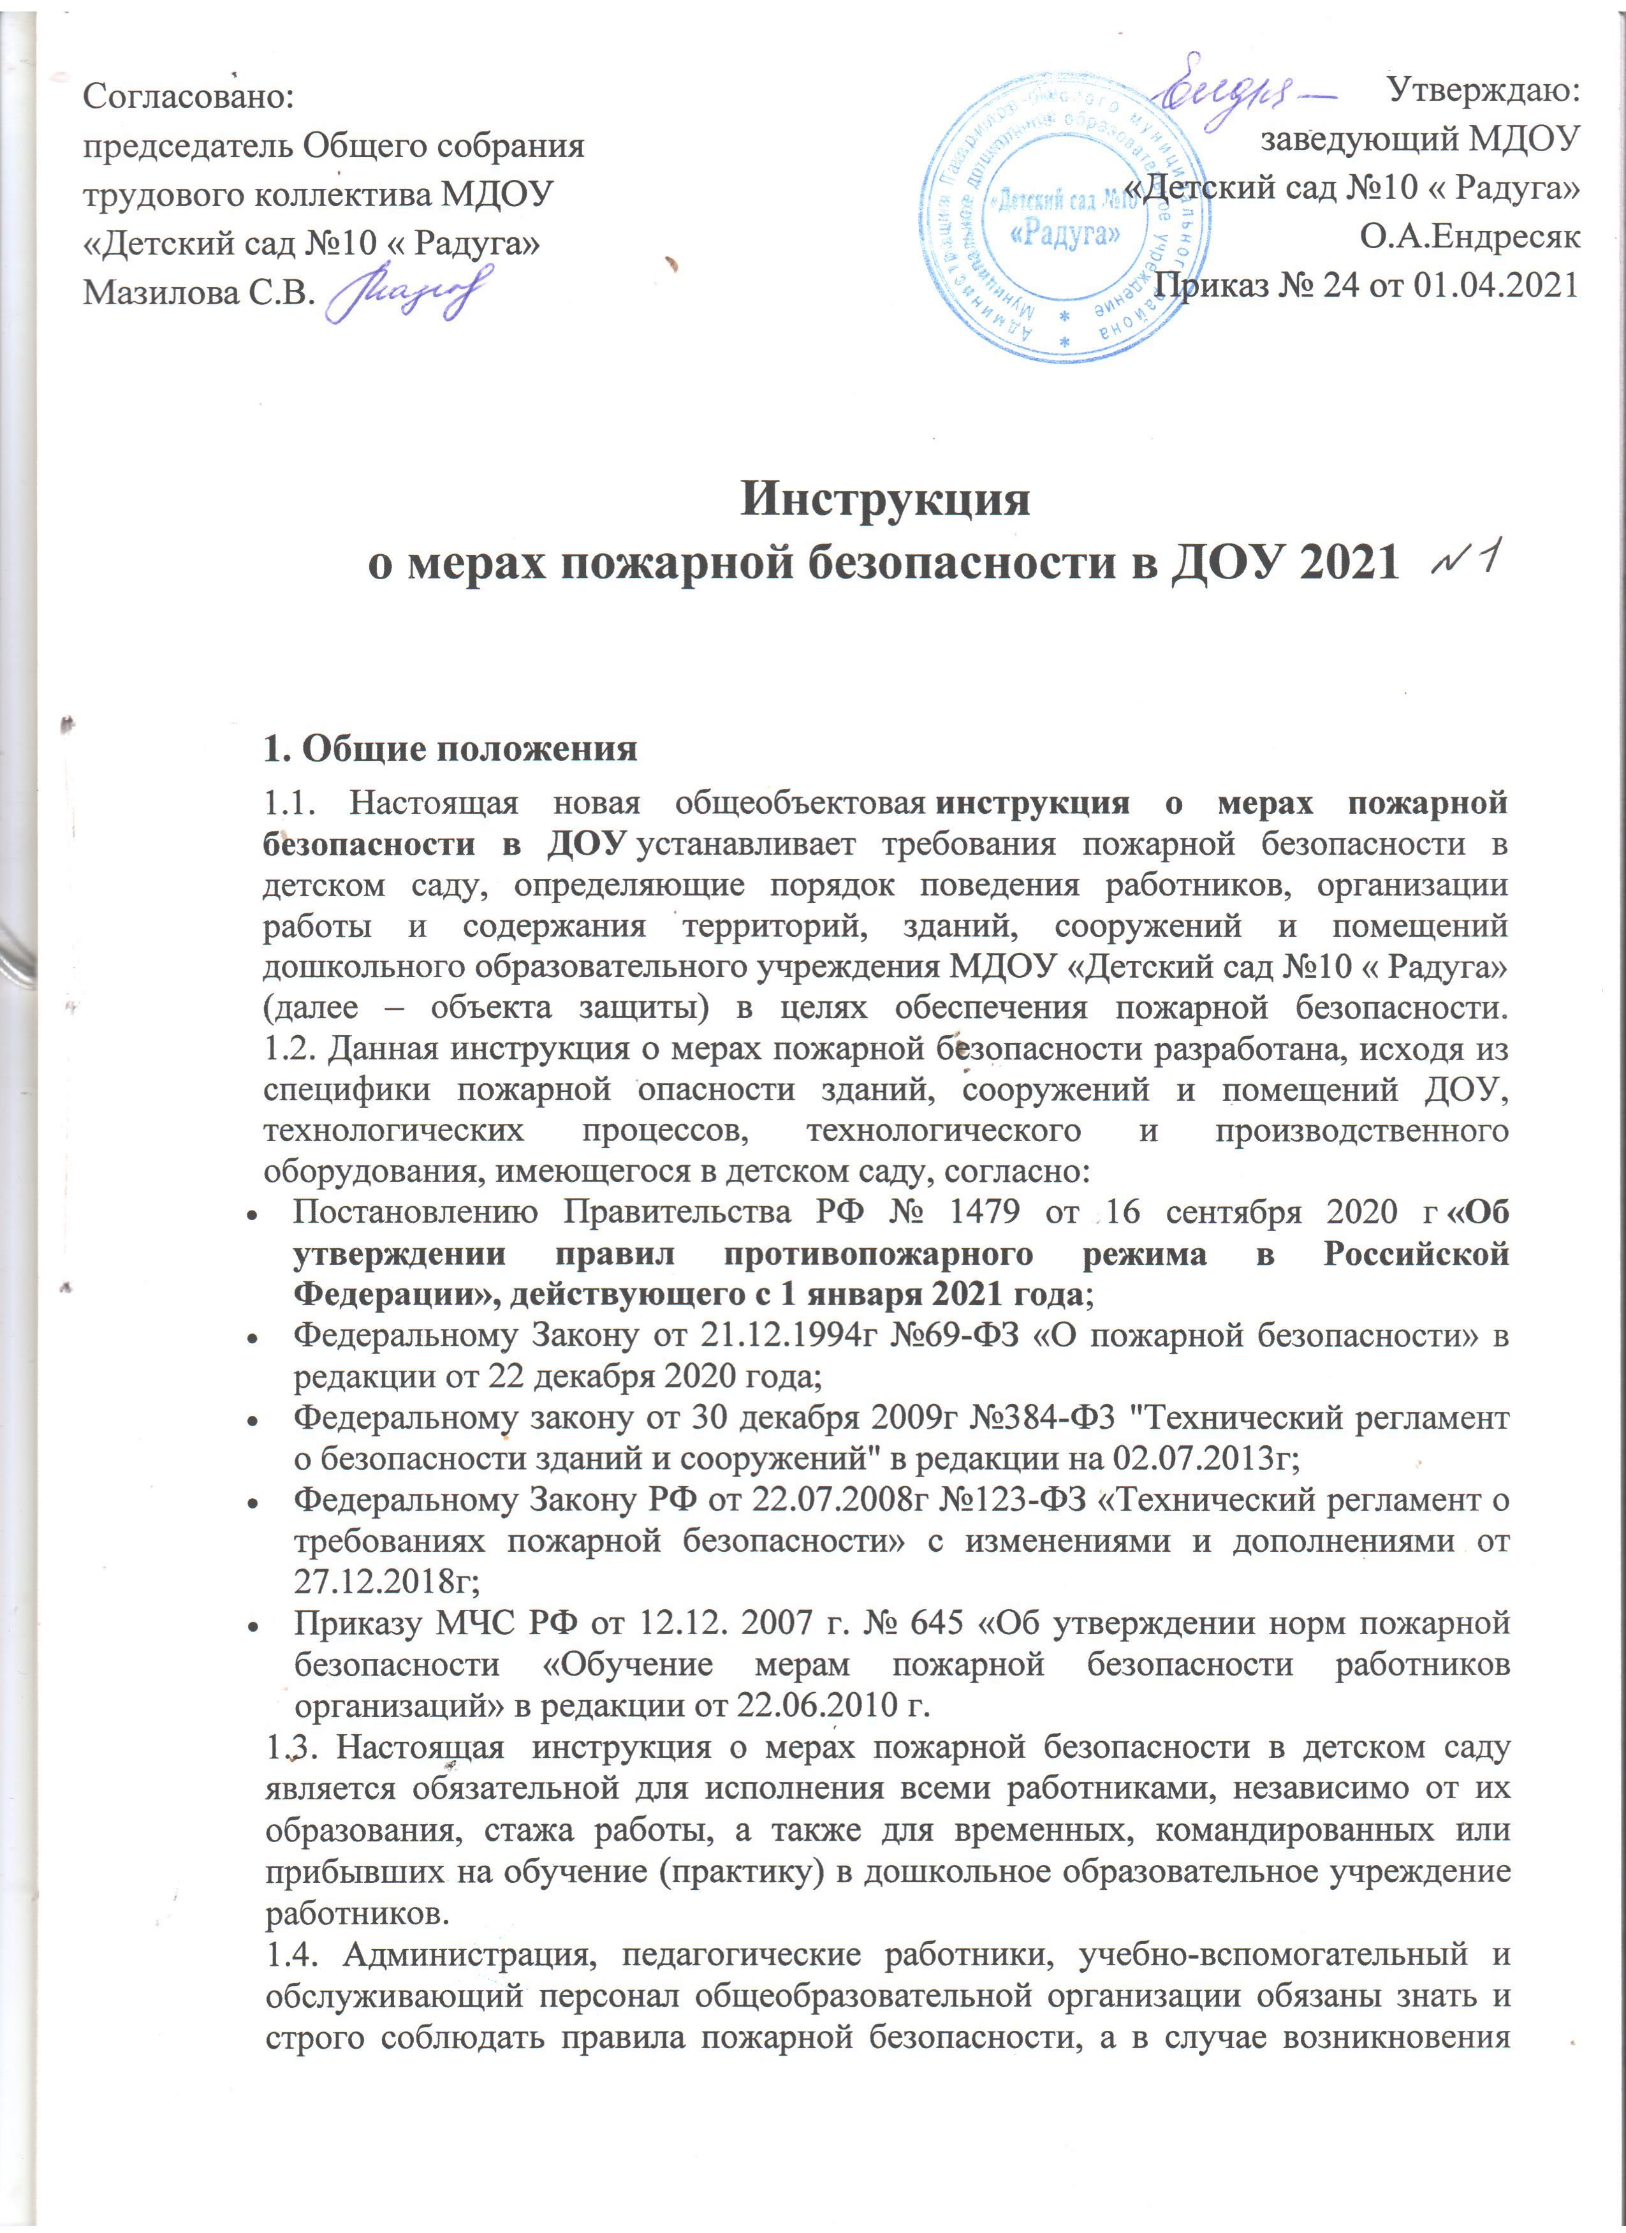 Согласовано:
председатель Общего собрания
трудового коллектива МДОУ
«Детский сад №10 « Радуга»
Мазилова С.В.
Утверждаю:
заведующий МДОУ
«Детский сад №10 « Радуга»
О.А.Ендресяк
Приказ № 24 от 01.04.2021
муниципального района
Муниципальное дошкольное образовательное учреждение
«Детский сад №10
«Радуга»
Инструкция
о мерах пожарной безопасности в ДОУ 2021 №1
1. Общие положения
1.1. Настоящая новая общеобъектовая инструкция о мерах пожарной
безопасности в ДОУ устанавливает требования пожарной безопасности в
детском саду, определяющие порядок поведения работников, организации
работы и содержания территорий, зданий, сооружений и помещений
дошкольного образовательного учреждения МДОУ «Детский сад №10 « Радуга»
(далее – объекта защиты) в целях обеспечения пожарной безопасности.
1.2. Данная инструкция о мерах пожарной безопасности разработана, исходя из
специфики пожарной опасности зданий, сооружений и помещений ДОУ,
технологических процессов, технологического и производственного
оборудования, имеющегося в детском саду, согласно:
• Постановлению Правительства РФ № 1479 от 16 сентября 2020 г «Об
утверждении правил противопожарного режима в Российской
Федерации», действующего с 1 января 2021 года;
• Федеральному Закону от 21.12.1994г №69-ФЗ «О пожарной безопасности» в
редакции от 22 декабря 2020 года;
• Федеральному закону от 30 декабря 2009г №384-ФЗ "Технический регламент
о безопасности зданий и сооружений" в редакции на 02.07.2013г;
• Федеральному Закону РФ от 22.07.2008г №123-ФЗ «Технический регламент о
требованиях пожарной безопасности» с изменениями и дополнениями от
27.12.2018г;
• Приказу МЧС РФ от 12.12. 2007 г. № 645 «Об утверждении норм пожарной
безопасности «Обучение мерам пожарной безопасности работников
организаций» в редакции от 22.06.2010 г.
1.3. Настоящая инструкция о мерах пожарной безопасности в детском саду
является обязательной для исполнения всеми работниками, независимо от их
образования, стажа работы, а также для временных, командированных или
прибывших на обучение (практику) в дошкольное образовательное учреждение
работников.
1.4. Администрация, педагогические работники, учебно-вспомогательный и
обслуживающий персонал общеобразовательной организации обязаны знать и
строго соблюдать правила пожарной безопасности, а в случае возникновения